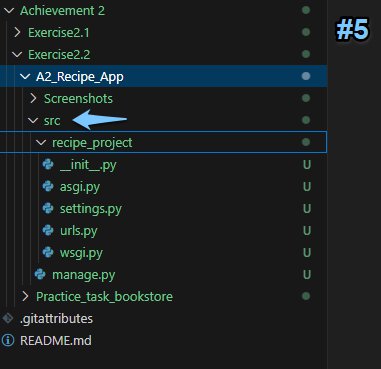 Achievement 2
#5
Exercise2.1
Exercise2.2
A2_Recipe_App
Screenshots
src
recipe_project
__init__.py U
asgi.py U
settings.py U
urls.py U
wsgi.py U
manage.py U
Practice_task_bookstore
.gitattributes
README.md